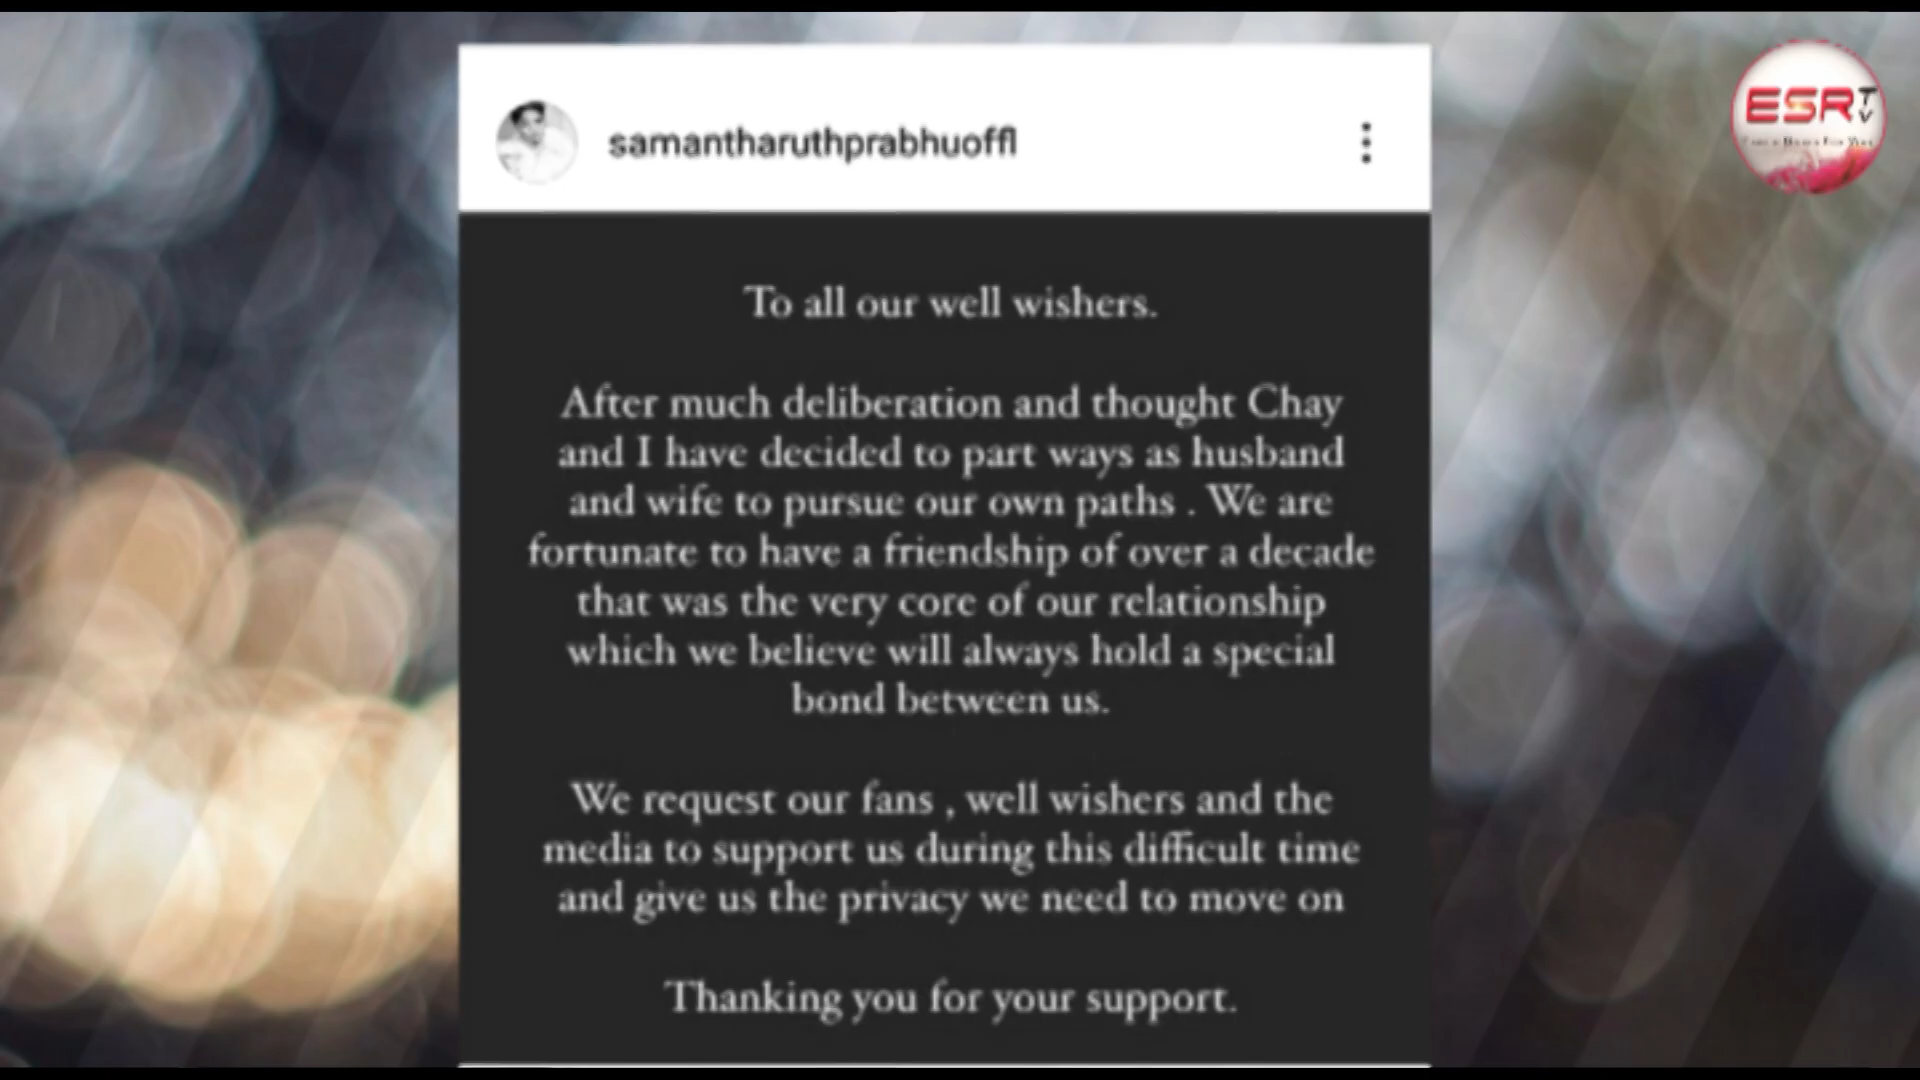 samantharuthprabhuoffl
ESR TV
To all our well wishers.
After much deliberation and thought Chay
and I have decided to part ways as husband
and wife to pursue our own paths . We are
fortunate to have a friendship of over a decade
that was the very core of our relationship
which we believe will always hold a special
bond between us.
We request our fans , well wishers and the
media to support us during this difficult time
and give us the privacy we need to move on
Thanking you for your support.